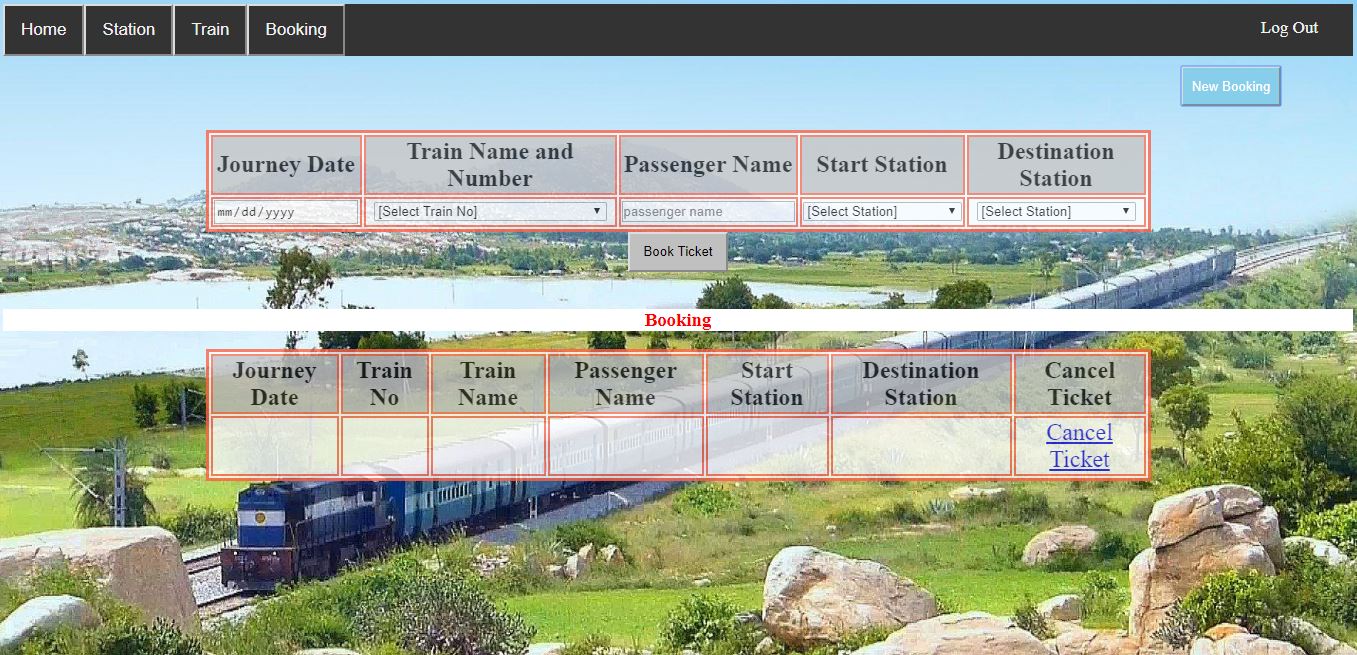 Home Station Train Booking Log Out
New Booking
Journey Date Train Name and Number Passenger Name Start Station Destination Station
mm/dd/yyyy [Select Train No] passenger name [Select Station] [Select Station]
Book Ticket
Booking
Journey Date Train No Train Name Passenger Name Start Station Destination Station Cancel Ticket
Cancel Ticket